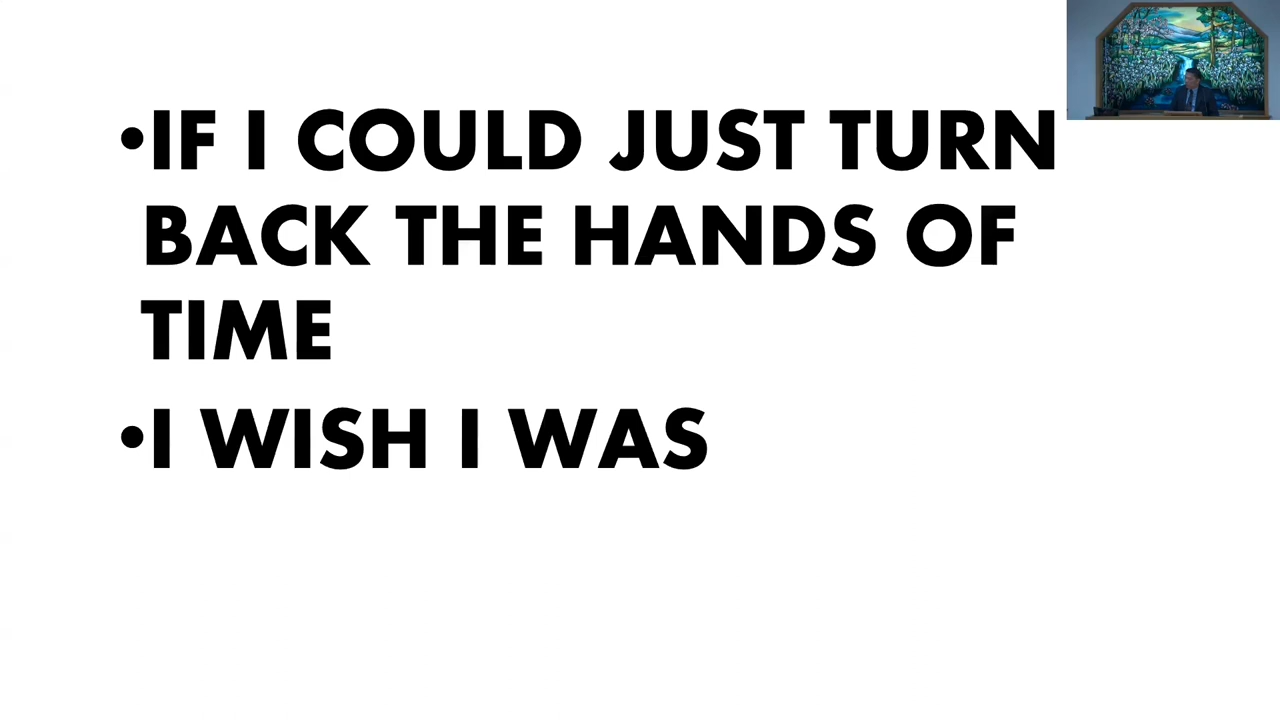 •IF I COULD JUST TURN
BACK THE HANDS OF
TIME
•I WISH I WAS